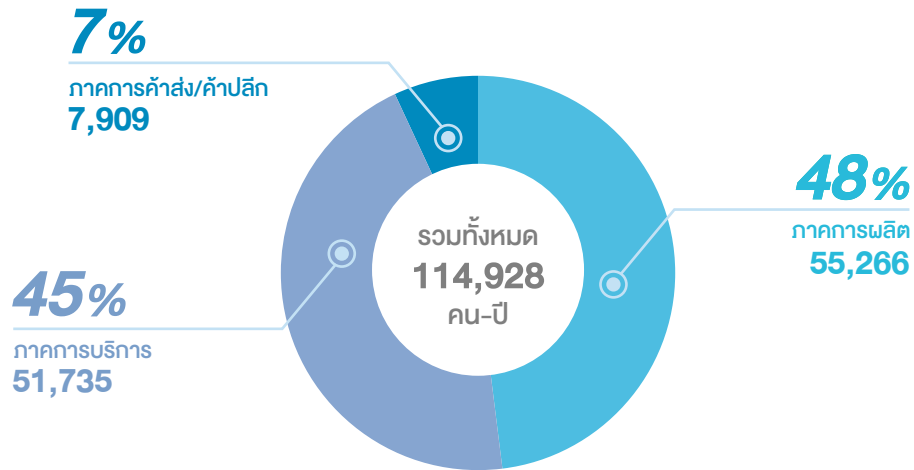 7%
ภาคการค้าส่ง/ค้าปลีก
7,909
48%
ภาคการผลิต
55,266
รวมทั้งหมด
114,928
คน-ปี
45%
ภาคการบริการ
51,735